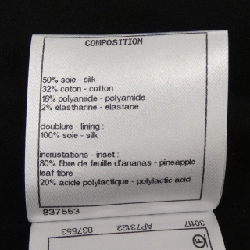 COMPOSITION
50% soie - silk
32% coton - cotton
16% polyamide - polyamide
2% elasthanne - elastane
doublure - lining :
100% soie - silk
incrustations - inset :
80% fibre de feuille d'ananas - pineapple
leaf fibre
20% acide polylactique - polylactic acid
837553
837553